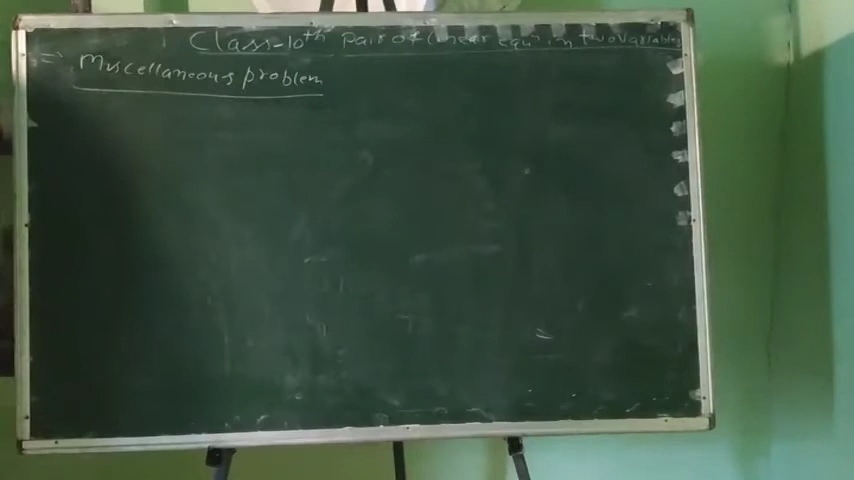 Class-10th Pair of linear equn in two variables
=> Miscellaneous problem